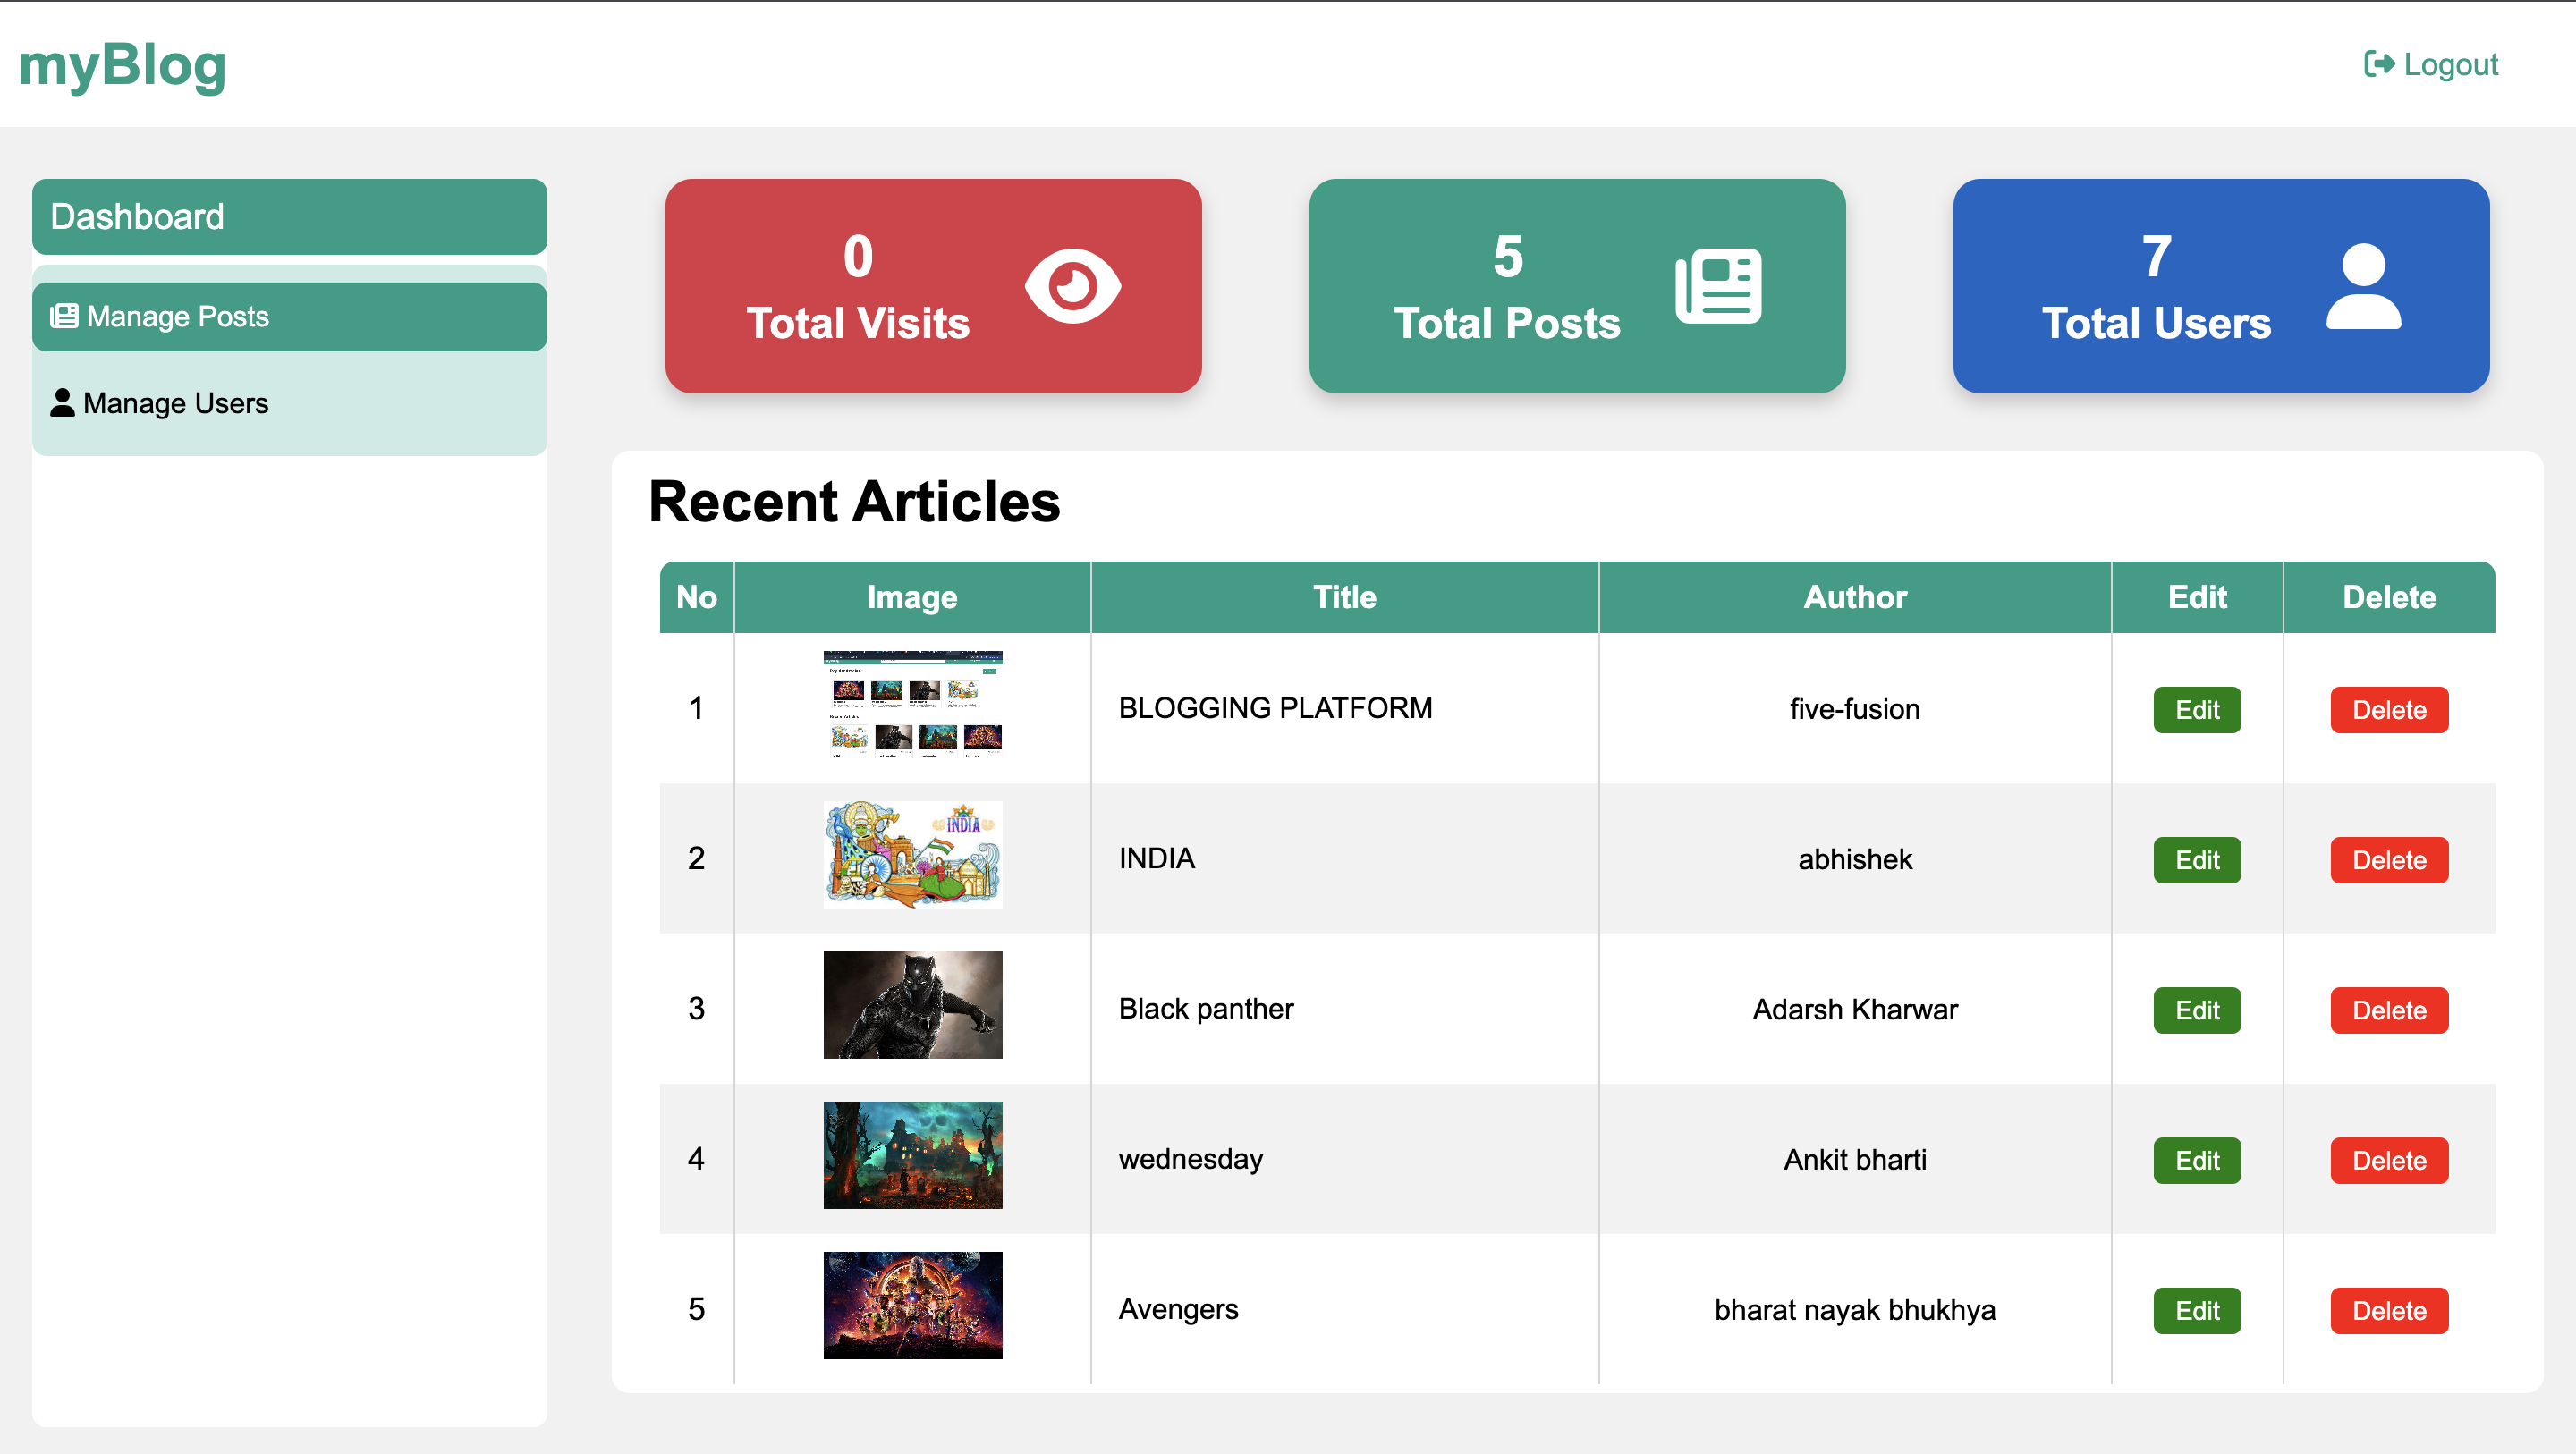 myBlog
Logout
Dashboard
Manage Posts
Manage Users
0
Total Visits
5
Total Posts
7
Total Users
Recent Articles
No Image Title Author Edit Delete
1 BLOGGING PLATFORM five-fusion Edit Delete
INDIA
2 INDIA abhishek Edit Delete
3 Black panther Adarsh Kharwar Edit Delete
4 wednesday Ankit bharti Edit Delete
5 Avengers bharat nayak bhukhya Edit Delete